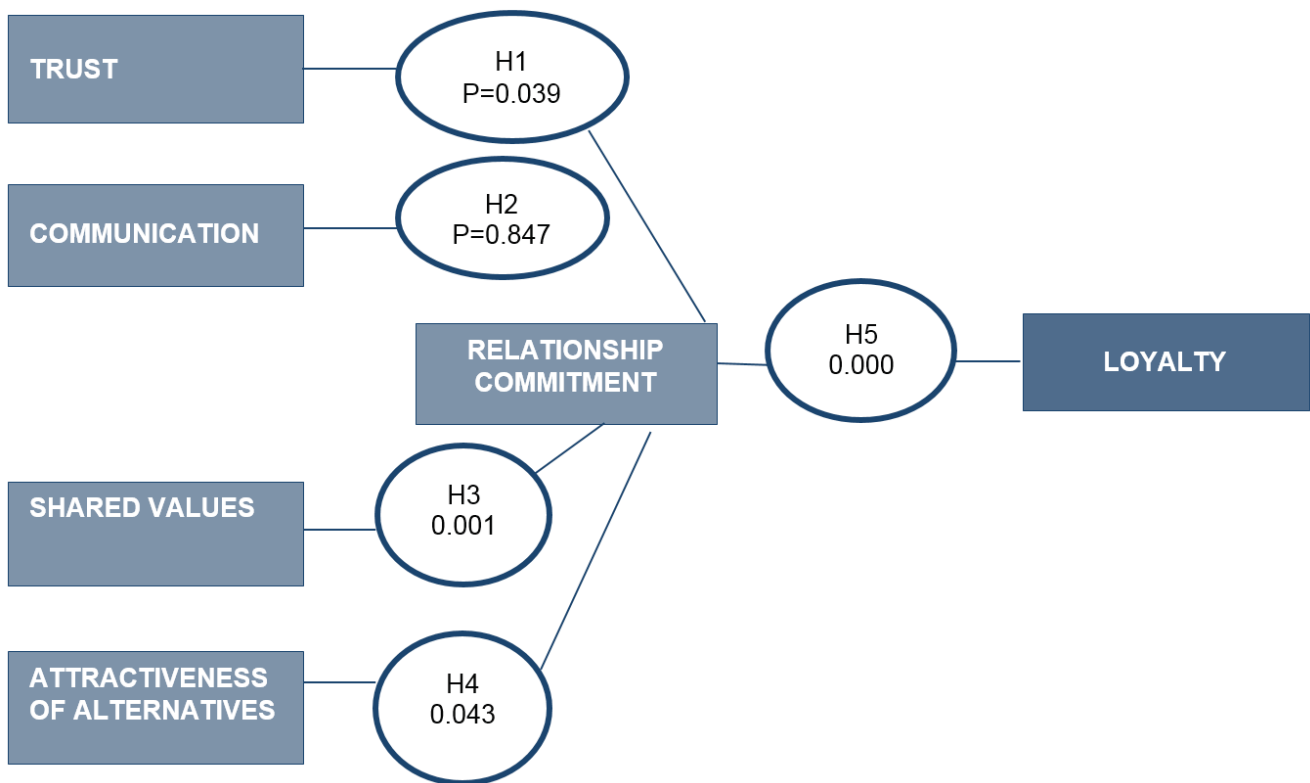 TRUST
H1
P=0.039
COMMUNICATION
H2
P=0.847
RELATIONSHIP
COMMITMENT
H5
0.000
LOYALTY
SHARED VALUES
H3
0.001
ATTRACTIVENESS
OF ALTERNATIVES
H4
0.043